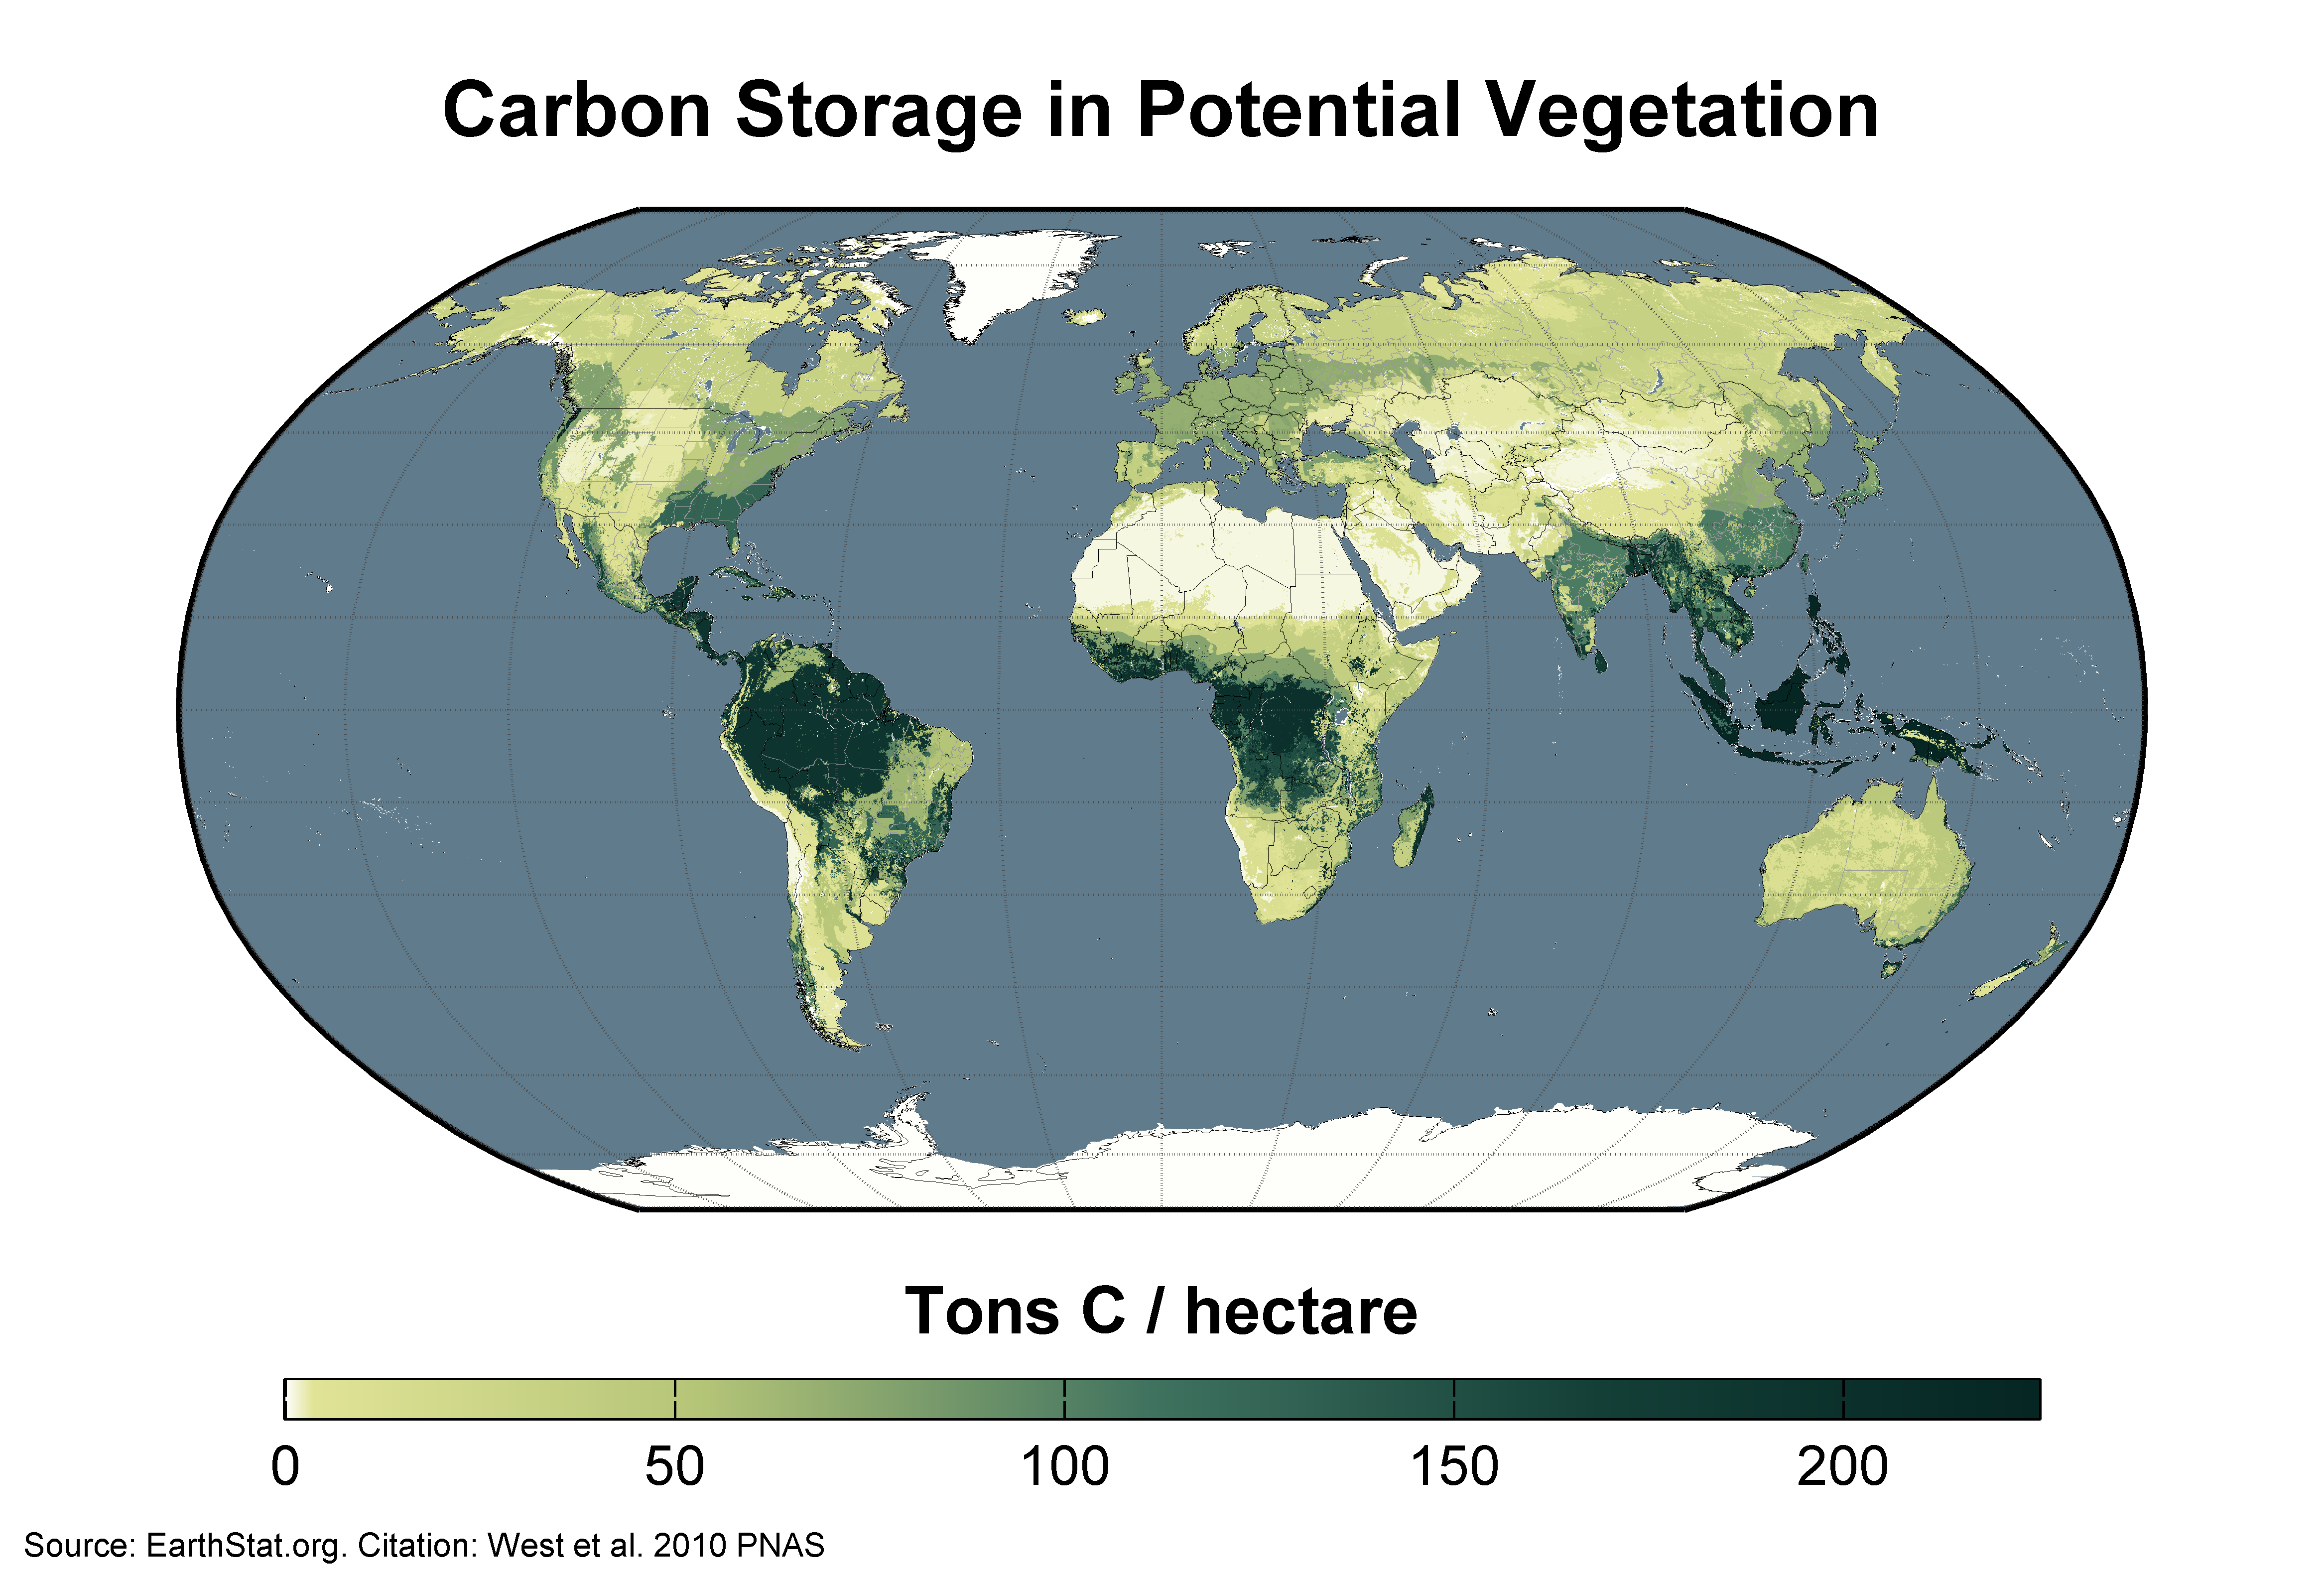 Carbon Storage in Potential Vegetation
Tons C / hectare
0 50 100 150 200
Source: EarthStat.org. Citation: West et al. 2010 PNAS